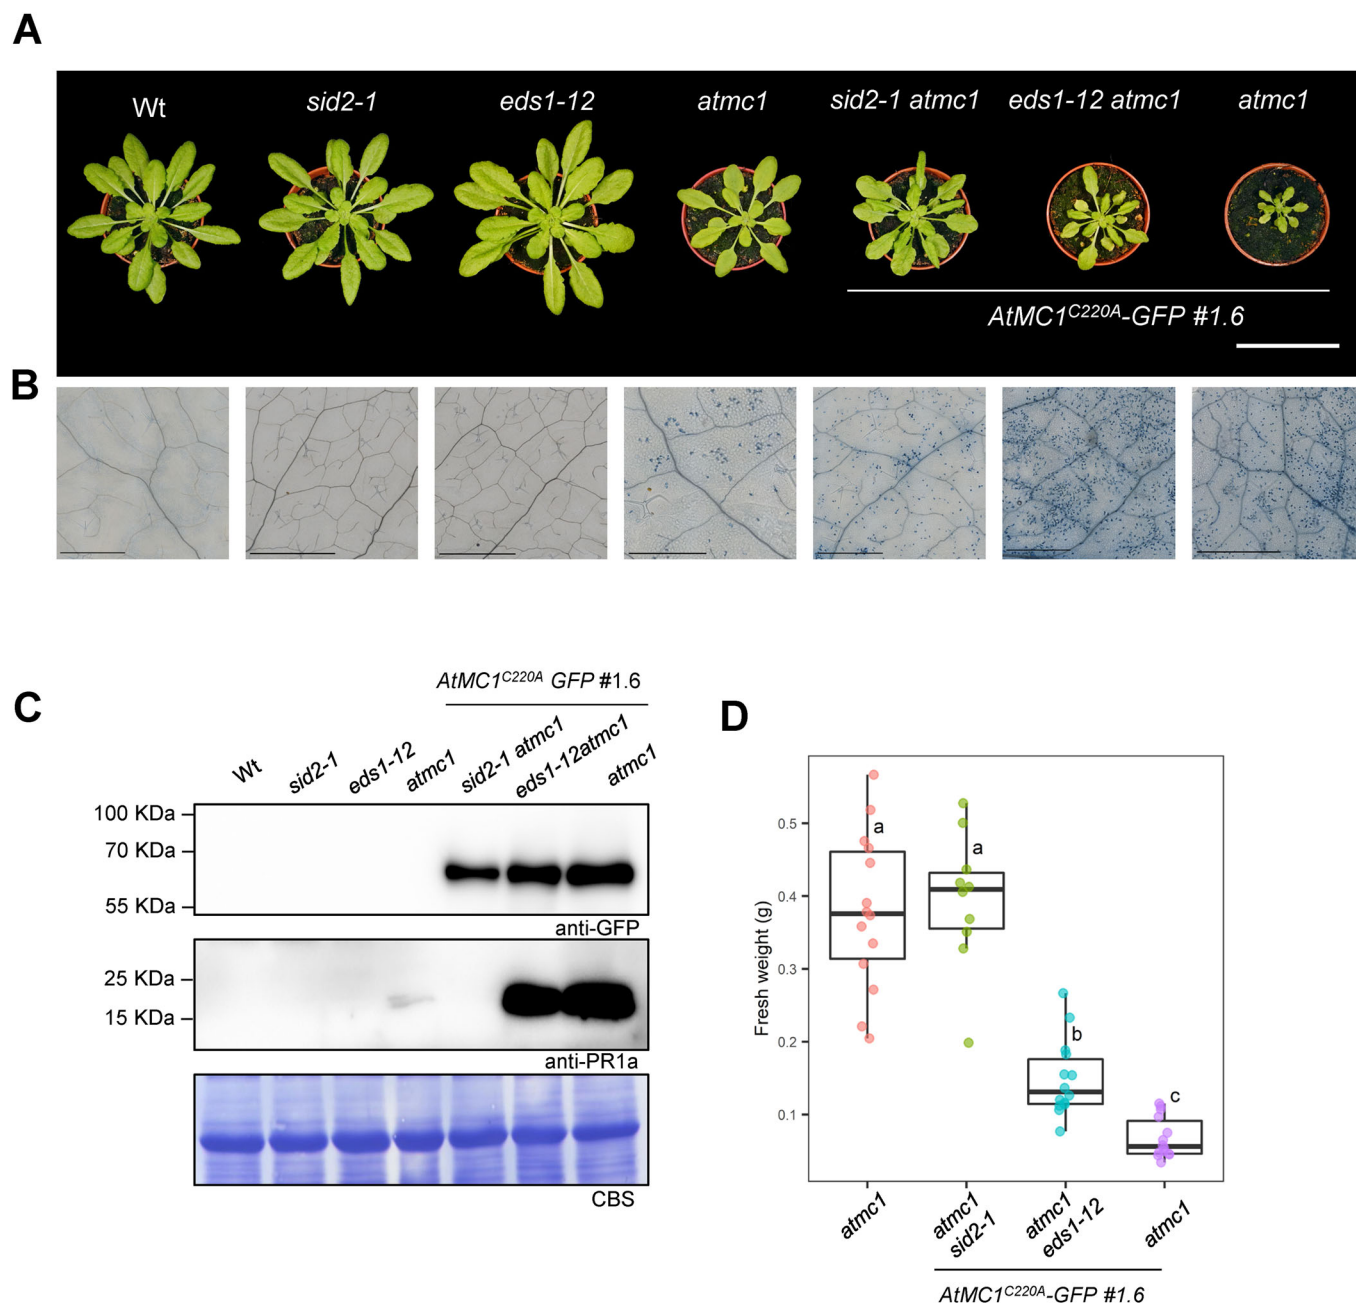 A
Wt
sid2-1
eds1-12
atmc1
sid2-1 atmc1
eds1-12 atmc1
atmc1
AtMC1C220A-GFP #1.6
B
C
AtMC1C220A GFP #1.6
Wt
sid2-1
eds1-12
atmc1
sid2-1 atmc1
eds1-12atmc1
atmc1
100 KDa
70 KDa
55 KDa
anti-GFP
25 KDa
15 KDa
anti-PR1a
CBS
D
Fresh weight (g)
0.5
0.4
0.3
0.2
0.1
a
a
b
c
atmc1
atmc1
sid2-1
atmc1
eds1-12
atmc1
AtMC1C220A-GFP #1.6